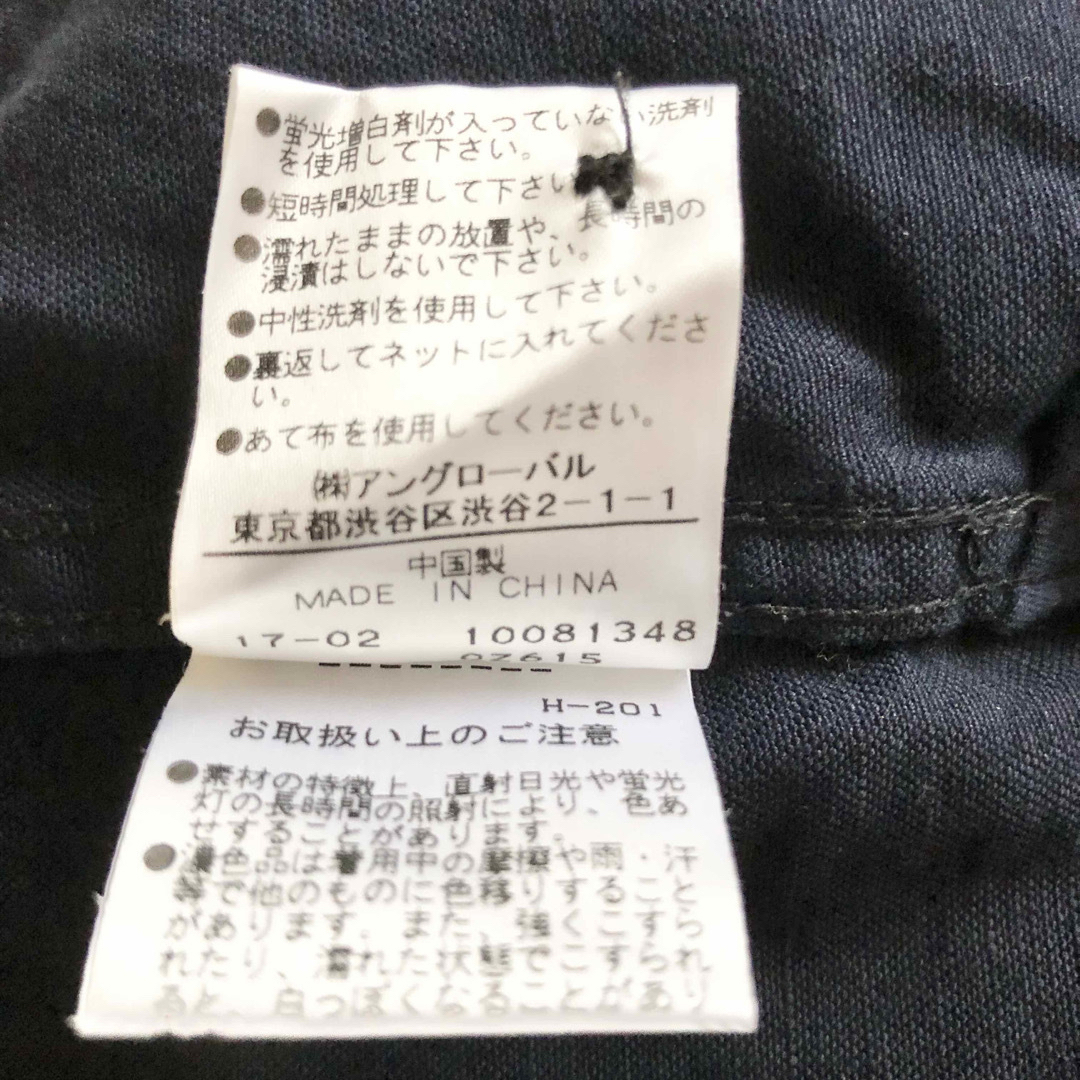 ●蛍光増白剤が入っていない洗剤
を使用して下さい。
●短時間処理して下さい
●濡れたままの放置や、長時間の
浸漬はしないで下さい。
●中性洗剤を使用して下さい。
●裏返してネットに入れてくださ
い。
●あて布を使用してください。
㈱アングローバル
東京都渋谷区渋谷2-1-1
中国製
MADE IN CHINA
17-02 10081348
02615
H-201
お取扱い上のご注意
●素材の特徴上、直射日光や蛍光
灯の長時間の照射により、色あ
せすることがあります。
●濃色品は着用中の摩擦や雨・汗
等で他のものに色移りすること
があります。また、強くこすら
れたり、濡れた状態でこすられ
ると、白っぽくなることがあ